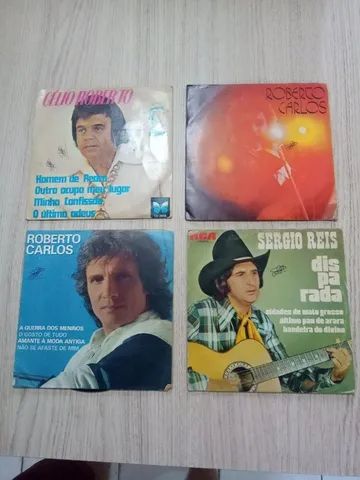 CÉLIO ROBERTO
Homem de Pedra
Outro ocupa meu lugar
Minha Confissão
O último adeus
ROBERTO
CARLOS
ROBERTO
CARLOS
A GUERRA DOS MENINOS
O GOSTO DE TUDO
AMANTE À MODA ANTIGA
NÃO SE AFASTE DE MIM
RCA
SERGIO REIS
dis
pa
rada
cidades de mato grosso
último pau de arara
bandeira do divino